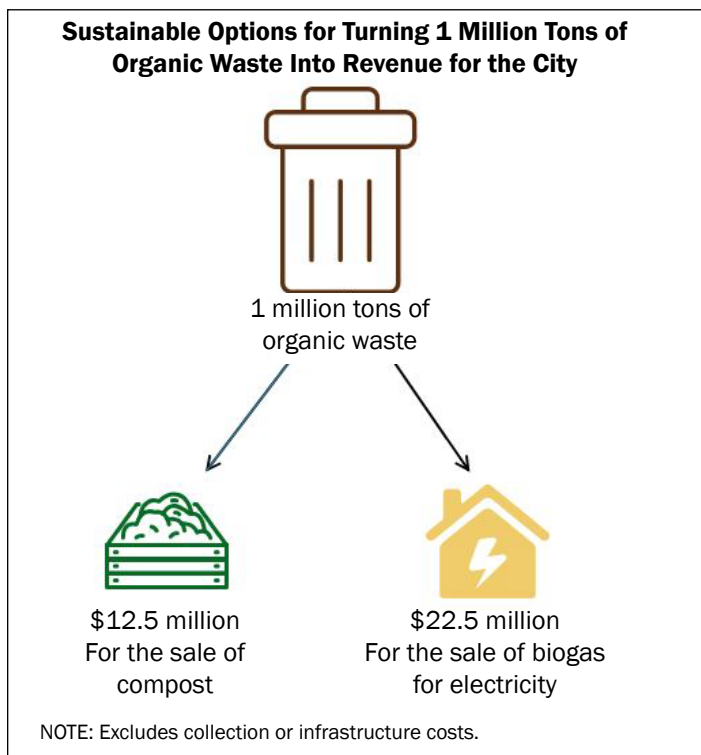 Sustainable Options for Turning 1 Million Tons of
Organic Waste Into Revenue for the City
1 million tons of
organic waste
$12.5 million
For the sale of
compost
$22.5 million
For the sale of biogas
for electricity
NOTE: Excludes collection or infrastructure costs.